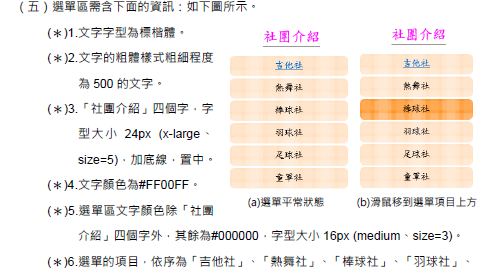 (五) 選單區需含下面的資訊：如下圖所示。
(＊)1.文字字型為標楷體。
(＊)2.文字的粗體樣式粗細程度
為 500 的文字。
(＊)3.「社團介紹」四個字，字
型大小 24px (x-large、
size=5)，加底線，置中。
(＊)4.文字顏色為#FF00FF。
(＊)5.選單區文字顏色除「社團
介紹」四個字外，其餘為#000000，字型大小 16px (medium、size=3)。
(＊)6.選單的項目，依序為「吉他社」、「熱舞社」、「棒球社」、「羽球社」、
社團介紹
吉他社
熱舞社
棒球社
羽球社
足球社
童軍社
(a)選單平常狀態
社團介紹
吉他社
熱舞社
棒球社
羽球社
足球社
童軍社
(b)滑鼠移到選單項目上方